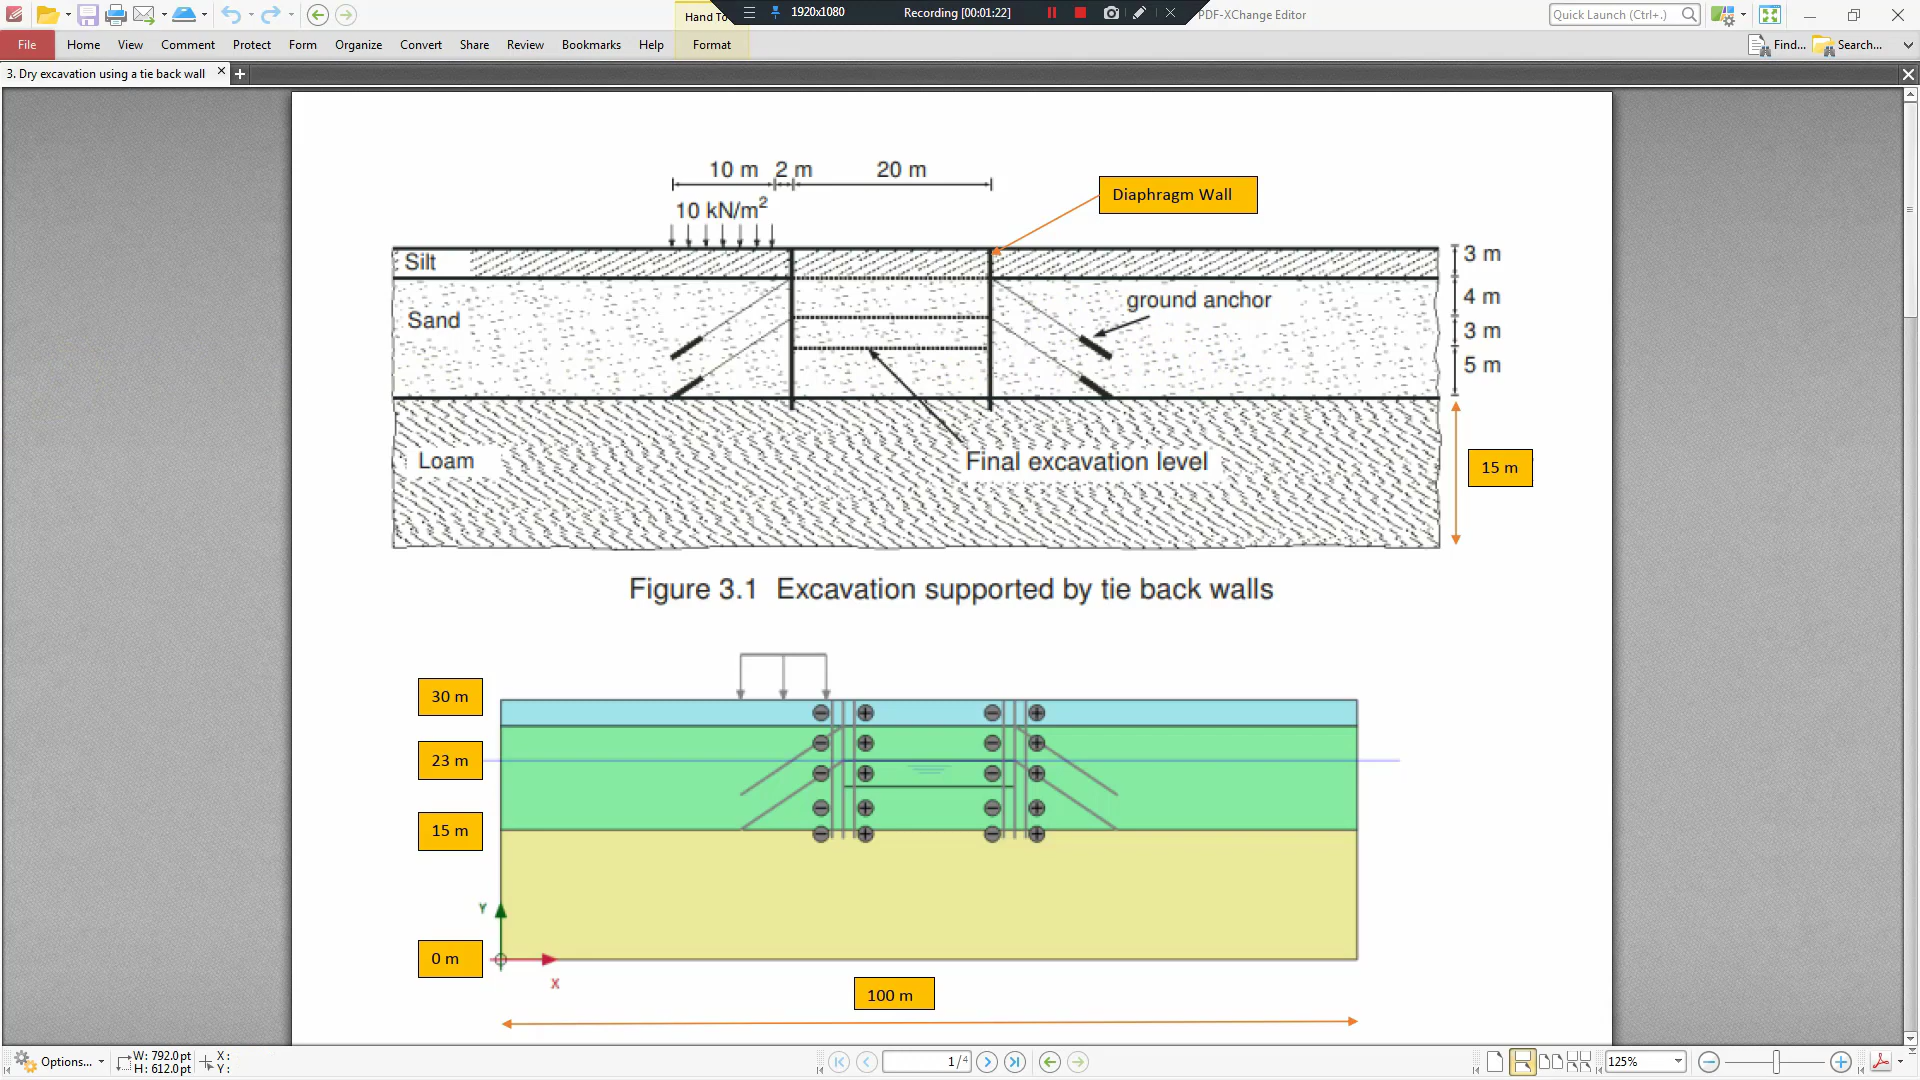 Hand To
1920x1080
Recording [00:01:22]
PDF-XChange Editor
Quick Launch (Ctrl+.)
File
Home
View
Comment
Protect
Form
Organize
Convert
Share
Review
Bookmarks
Help
Format
Find...
Search...
3. Dry excavation using a tie back wall
10 m
2 m
20 m
Diaphragm Wall
10 kN/m2
Silt
3 m
Sand
ground anchor
4 m
3 m
5 m
Loam
Final excavation level
15 m
Figure 3.1 Excavation supported by tie back walls
30 m
23 m
15 m
Y
0 m
X
100 m
Options...
W: 792.0pt
H: 612.0pt
X :
Y :
1/4
125%